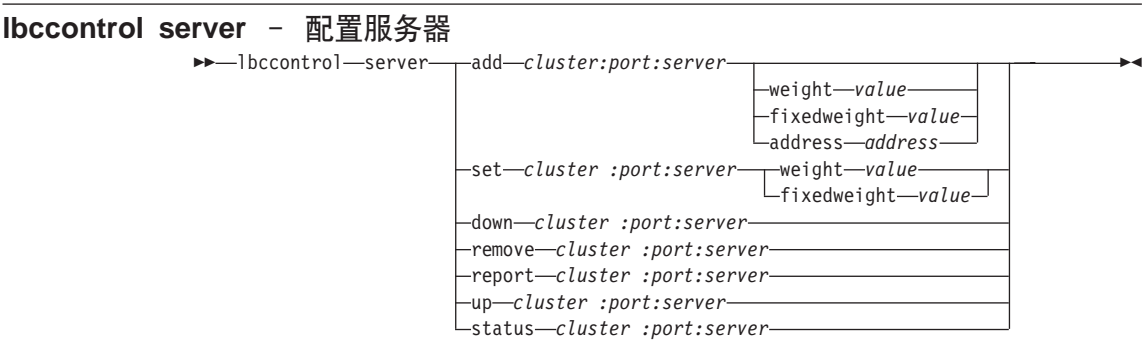 lbccontrol server – 配置服务器
lbccontrol server add cluster:port:server
weight value
fixedweight value
address address
set cluster :port:server weight value
fixedweight value
down cluster :port:server
remove cluster :port:server
report cluster :port:server
up cluster :port:server
status cluster :port:server